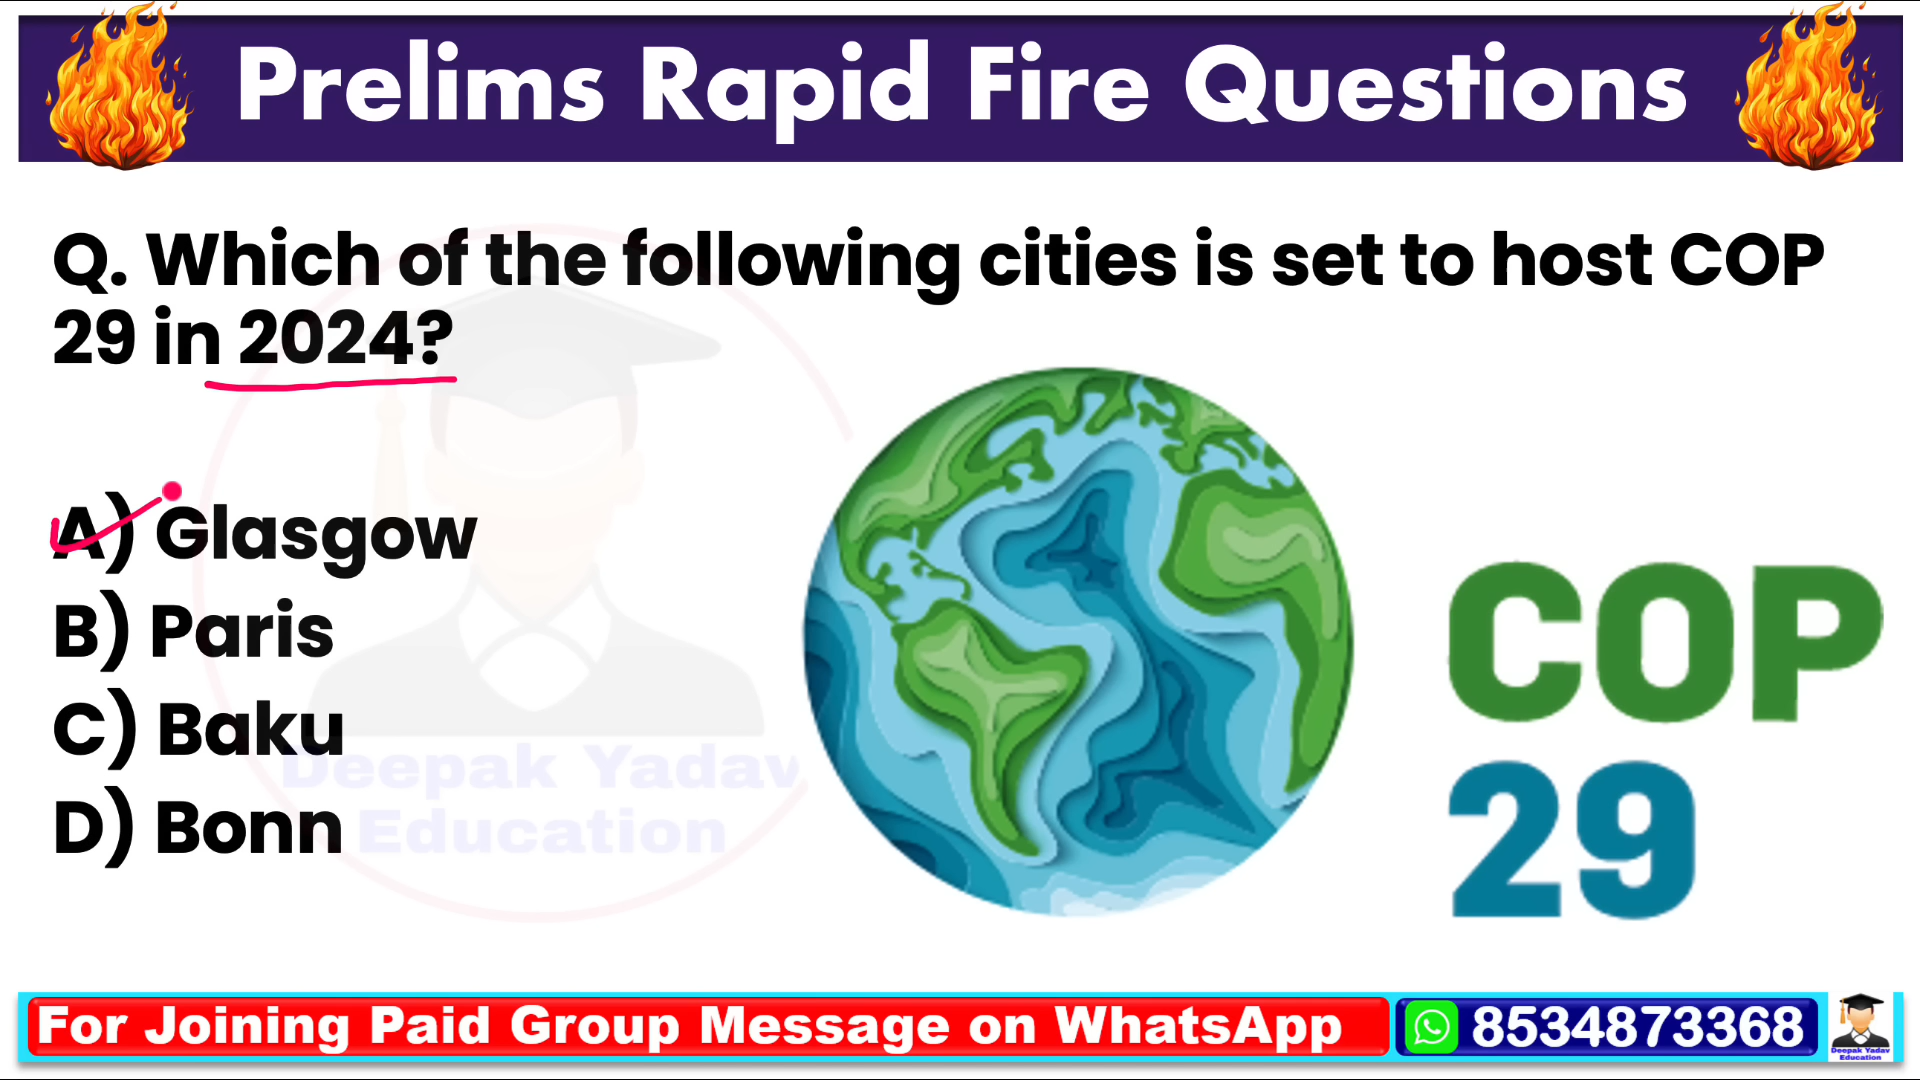 Prelims Rapid Fire Questions
Q. Which of the following cities is set to host COP
29 in 2024?
A) Glasgow
B) Paris
C) Baku
D) Bonn
COP
29
Deepak Yadav
Education
For Joining Paid Group Message on WhatsApp
8534873368
Deepak Yadav
Education